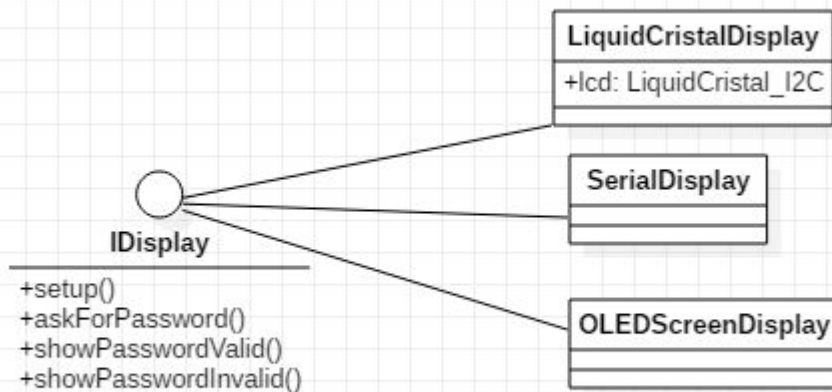 LiquidCristalDisplay
+lcd: LiquidCristal_I2C
SerialDisplay
IDisplay
+setup()
+askForPassword()
+showPasswordValid()
+showPasswordInvalid()
OLEDScreenDisplay